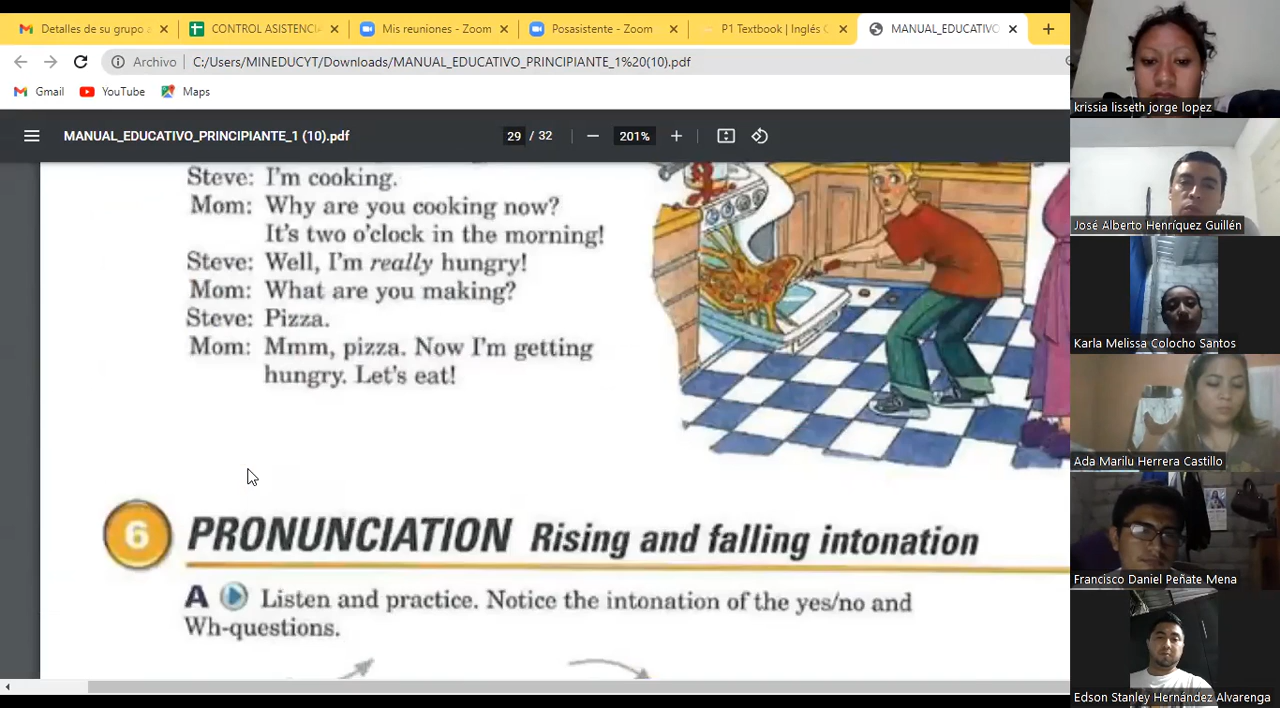 Detalles de su grupo a
CONTROL ASISTENCIA
Mis reuniones - Zoom
Posasistente - Zoom
P1 Textbook | Inglés C
MANUAL_EDUCATIVO
Archivo
C:/Users/MINEDUCYT/Downloads/MANUAL_EDUCATIVO_PRINCIPIANTE_1%20(10).pdf
Gmail
YouTube
Maps
MANUAL_EDUCATIVO_PRINCIPIANTE_1 (10).pdf
29 / 32
201%
Steve: I'm cooking.
Mom: Why are you cooking now?
It's two o'clock in the morning!
Steve: Well, I'm really hungry!
Mom: What are you making?
Steve: Pizza.
Mom: Mmm, pizza. Now I'm getting
hungry. Let's eat!
6 PRONUNCIATION Rising and falling intonation
A Listen and practice. Notice the intonation of the yes/no and
Wh-questions.
krissia lisseth jorge lopez
José Alberto Henríquez Guillén
Karla Melissa Colocho Santos
Ada Marilu Herrera Castillo
Francisco Daniel Peñate Mena
Edson Stanley Hernández Alvarenga